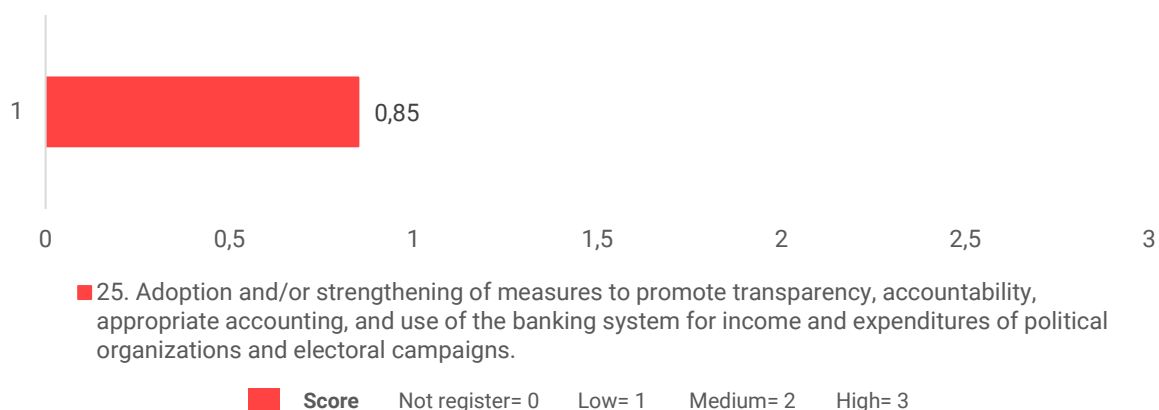 1
0,85
0 0,5 1 1,5 2 2,5 3
25. Adoption and/or strengthening of measures to promote transparency, accountability,
appropriate accounting, and use of the banking system for income and expenditures of political
organizations and electoral campaigns.
Score Not register= 0 Low= 1 Medium= 2 High= 3